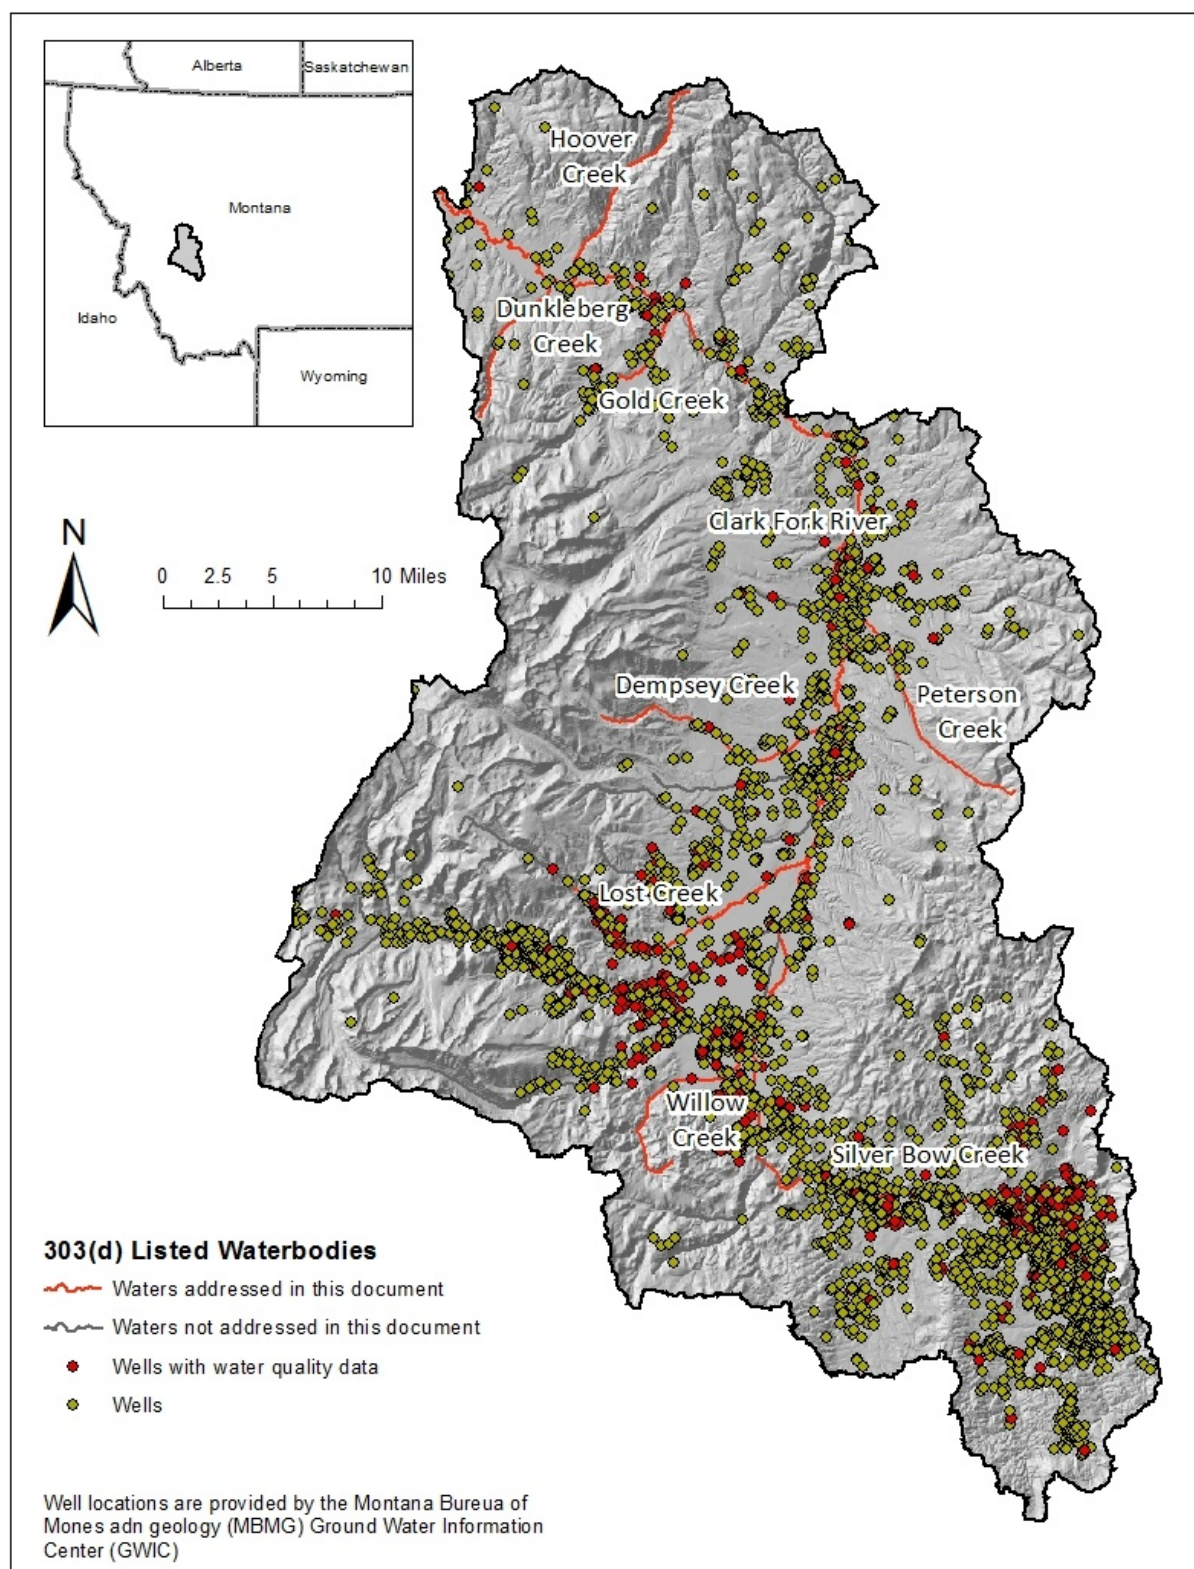 Alberta
Saskatchewan
Montana
Idaho
Wyoming
N
0 2.5 5 10 Miles
Hoover
Creek
Dunkleberg
Creek
Gold Creek
Clark Fork River
Dempsey Creek
Peterson
Creek
Lost Creek
Willow
Creek
Silver Bow Creek
303(d) Listed Waterbodies
Waters addressed in this document
Waters not addressed in this document
Wells with water quality data
Wells
Well locations are provided by the Montana Bureua of
Mones adn geology (MBMG) Ground Water Information
Center (GWIC)